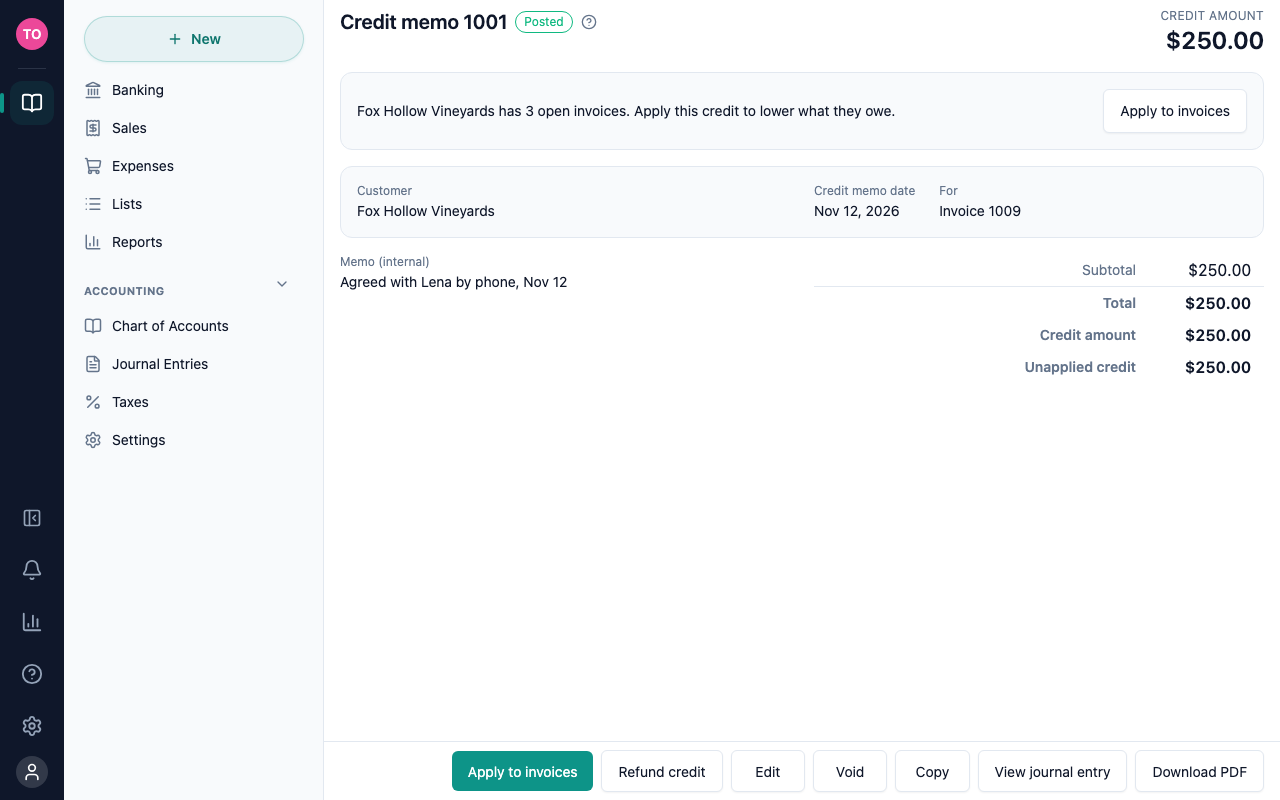 TO
New
Banking
Sales
Expenses
Lists
Reports
ACCOUNTING
Chart of Accounts
Journal Entries
Taxes
Settings
Credit memo 1001 Posted
CREDIT AMOUNT
$250.00
Fox Hollow Vineyards has 3 open invoices. Apply this credit to lower what they owe.
Apply to invoices
Customer
Fox Hollow Vineyards
Credit memo date
Nov 12, 2026
For
Invoice 1009
Memo (internal)
Agreed with Lena by phone, Nov 12
Subtotal $250.00
Total $250.00
Credit amount $250.00
Unapplied credit $250.00
Apply to invoices
Refund credit
Edit
Void
Copy
View journal entry
Download PDF